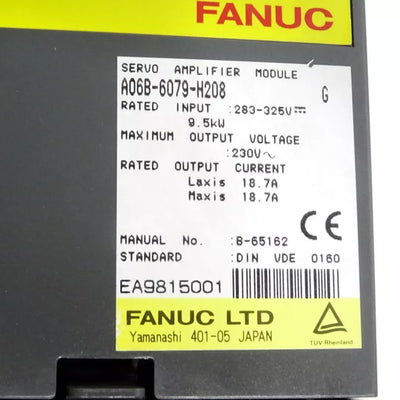 FANUC
SERVO AMPLIFIER MODULE
A06B-6079-H208 G
RATED INPUT :283-325V⎓
9.5kW
MAXIMUM OUTPUT VOLTAGE
:230V～
RATED OUTPUT CURRENT
Laxis 18.7A
Maxis 18.7A
CE
MANUAL No. :B-65162
STANDARD :DIN VDE 0160
EA9815001
FANUC LTD
Yamanashi 401-05 JAPAN
TUV Rheinland